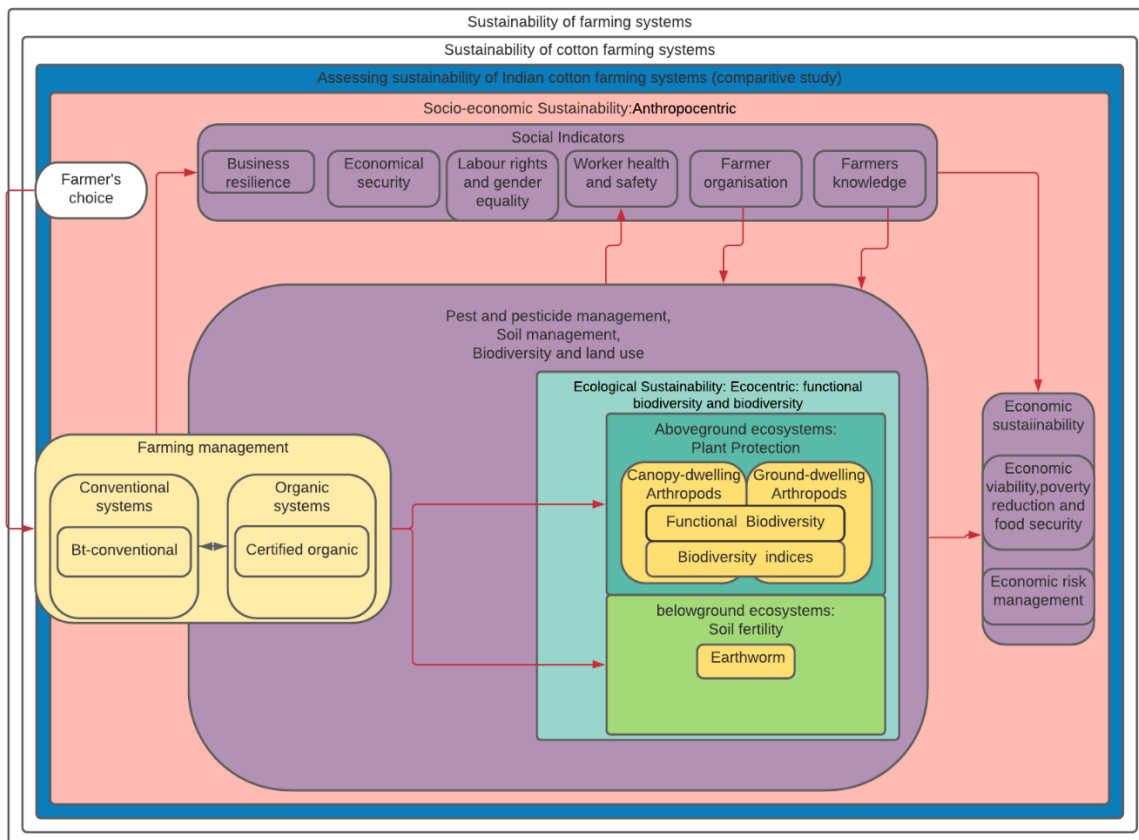 Sustainability of farming systems
Sustainability of cotton farming systems
Assessing sustainability of Indian cotton farming systems (comparitive study)
Socio-economic Sustainability:Anthropocentric
Social Indicators
Business
resilience
Economical
security
Labour rights
and gender
equality
Worker health
and safety
Farmer
organisation
Farmers
knowledge
Farmer's
choice
Pest and pesticide management,
Soil management,
Biodiversity and land use
Ecological Sustainability: Ecocentric: functional
biodiversity and biodiversity
Aboveground ecosystems:
Plant Protection
Canopy-dwelling
Arthropods
Ground-dwelling
Arthropods
Functional Biodiversity
Biodiversity indices
belowground ecosystems:
Soil fertility
Earthworm
Farming management
Conventional
systems
Bt-conventional
Organic
systems
Certified organic
Economic
sustaiinability
Economic
viability,poverty
reduction and
food security
Economic risk
management